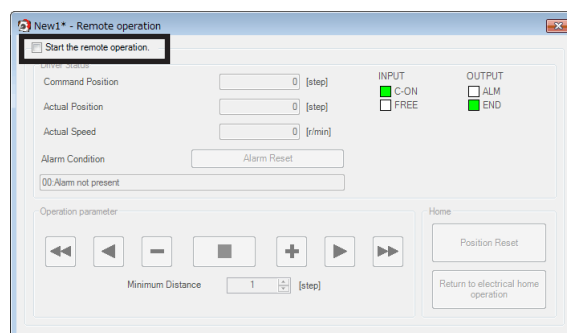 New1* - Remote operation
Start the remote operation.
Driver Status
Command Position 0 [step]
Actual Position 0 [step]
Actual Speed 0 [r/min]
Alarm Condition Alarm Reset
00:Alarm not present
INPUT OUTPUT
C-ON ALM
FREE END
Operation parameter
Minimum Distance 1 [step]
Home
Position Reset
Return to electrical home
operation